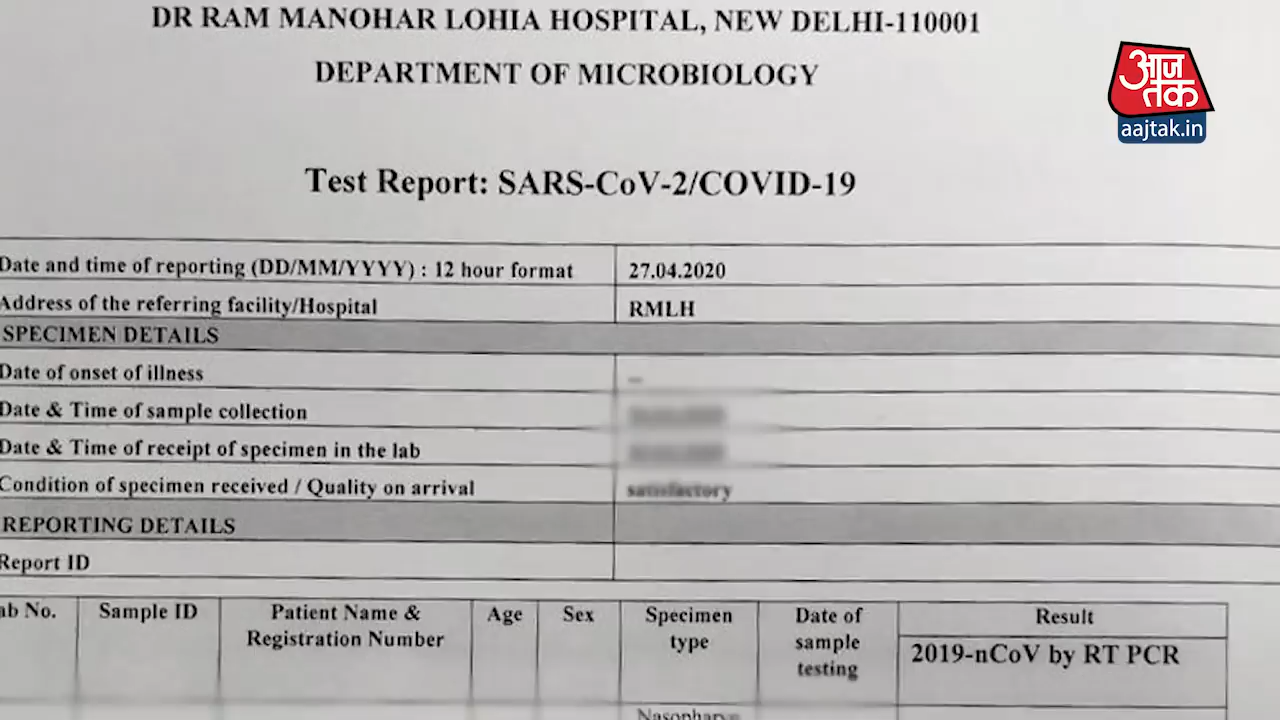 DR RAM MANOHAR LOHIA HOSPITAL, NEW DELHI-110001
DEPARTMENT OF MICROBIOLOGY
आज
तक
aajtak.in
Test Report: SARS-CoV-2/COVID-19
Date and time of reporting (DD/MM/YYYY) : 12 hour format 27.04.2020
Address of the referring facility/Hospital RMLH
SPECIMEN DETAILS
Date of onset of illness –
Date & Time of sample collection
Date & Time of receipt of specimen in the lab
Condition of specimen received / Quality on arrival satisfactory
REPORTING DETAILS
Report ID
ab No. Sample ID Patient Name & Registration Number Age Sex Specimen type Date of sample testing Result
2019-nCoV by RT PCR